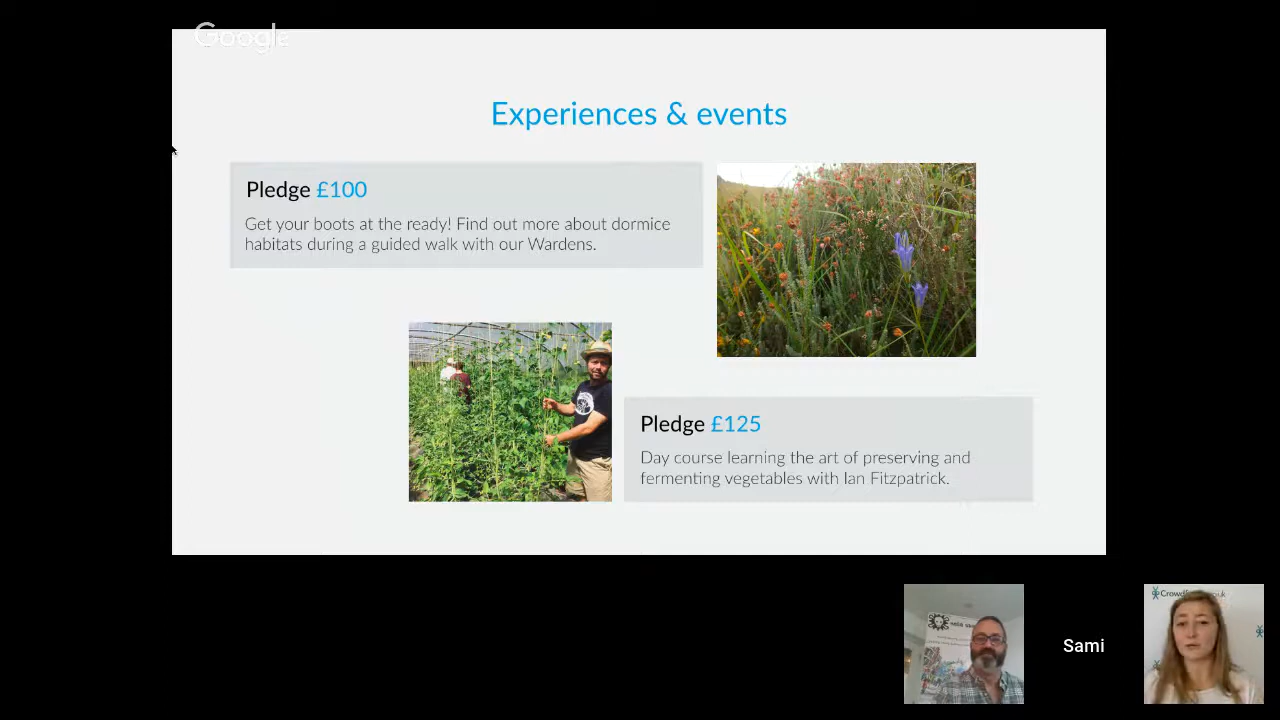 Google
Experiences & events
Pledge £100
Get your boots at the ready! Find out more about dormice
habitats during a guided walk with our Wardens.
Pledge £125
Day course learning the art of preserving and
fermenting vegetables with Ian Fitzpatrick.
Sami